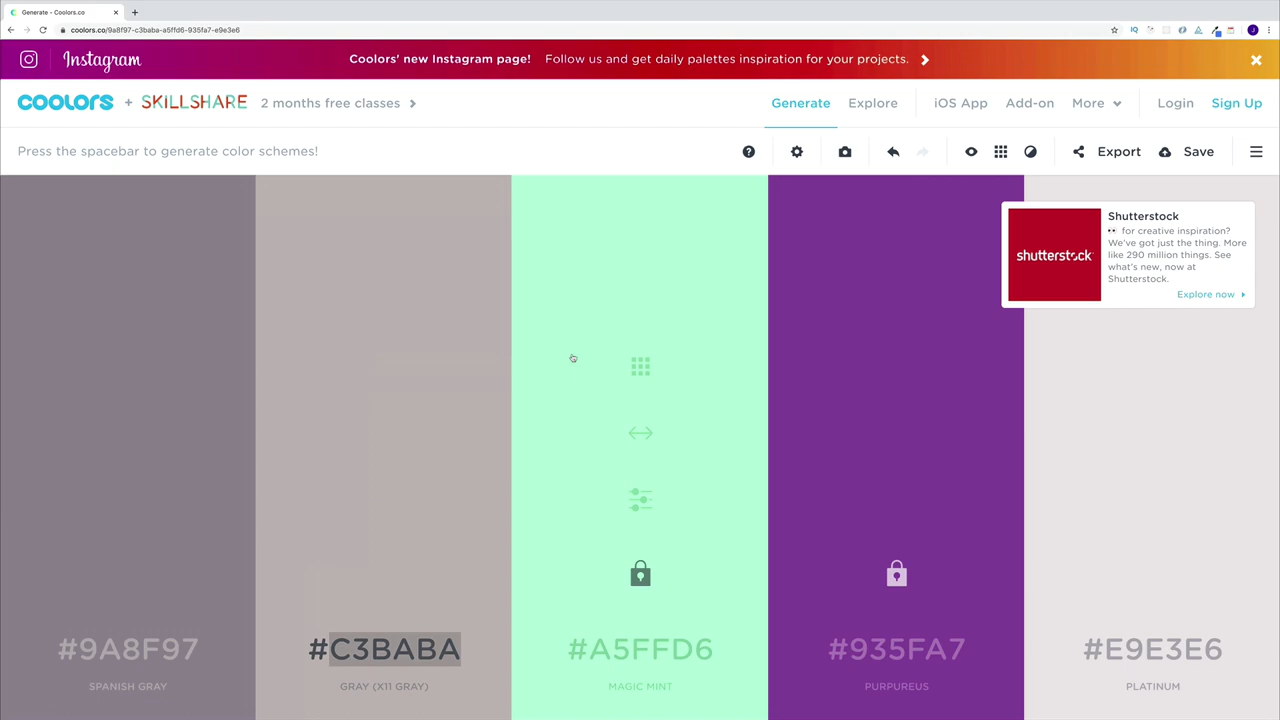 Generate - Coolors.co
coolors.co/9a8f97-c3baba-a5ffd6-935fa7-e9e3e6
Instagram
Coolors' new Instagram page! Follow us and get daily palettes inspiration for your projects.
coolors + SKILLSHARE 2 months free classes
Generate Explore iOS App Add-on More Login Sign Up
Press the spacebar to generate color schemes!
Export Save
Shutterstock
for creative inspiration?
We've got just the thing. More
like 290 million things. See
what's new, now at
Shutterstock.
Explore now
shutterstock
#9A8F97
SPANISH GRAY
#C3BABA
GRAY (X11 GRAY)
#A5FFD6
MAGIC MINT
#935FA7
PURPUREUS
#E9E3E6
PLATINUM